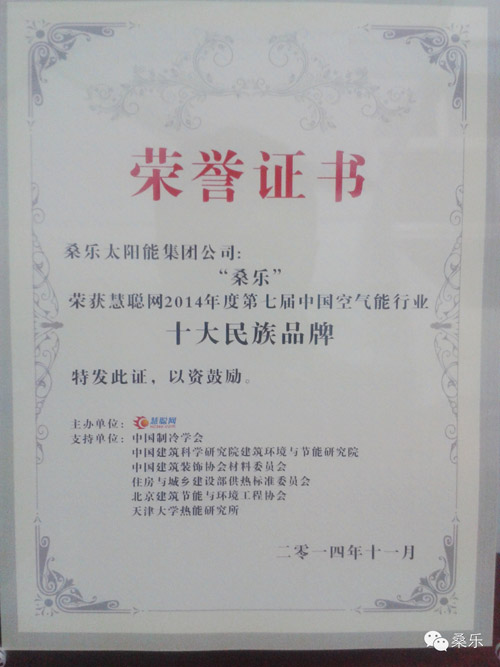 荣誉证书
桑乐太阳能集团公司:
“桑乐”
荣获慧聪网2014年度第七届中国空气能行业
十大民族品牌
特发此证，以资鼓励。
主办单位: 慧聪网
支持单位: 中国制冷学会
中国建筑科学研究院建筑环境与节能研究院
中国建筑装饰协会材料委员会
住房与城乡建设部供热标准委员会
北京建筑节能与环境工程协会
天津大学热能研究所
二零一四年十一月
桑乐